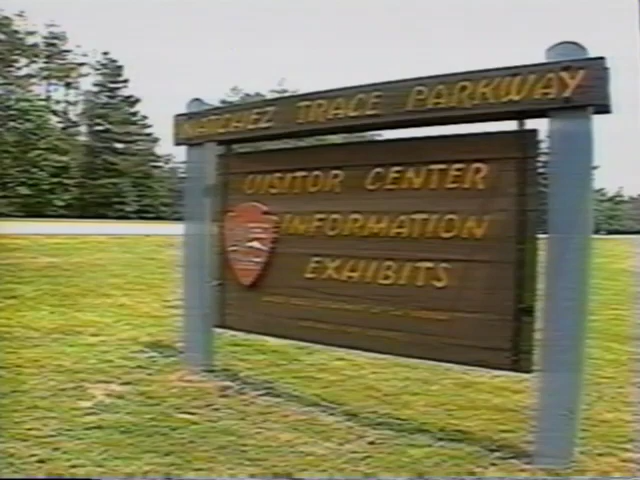 NATCHEZ TRACE PARKWAY
VISITOR CENTER
INFORMATION
EXHIBITS